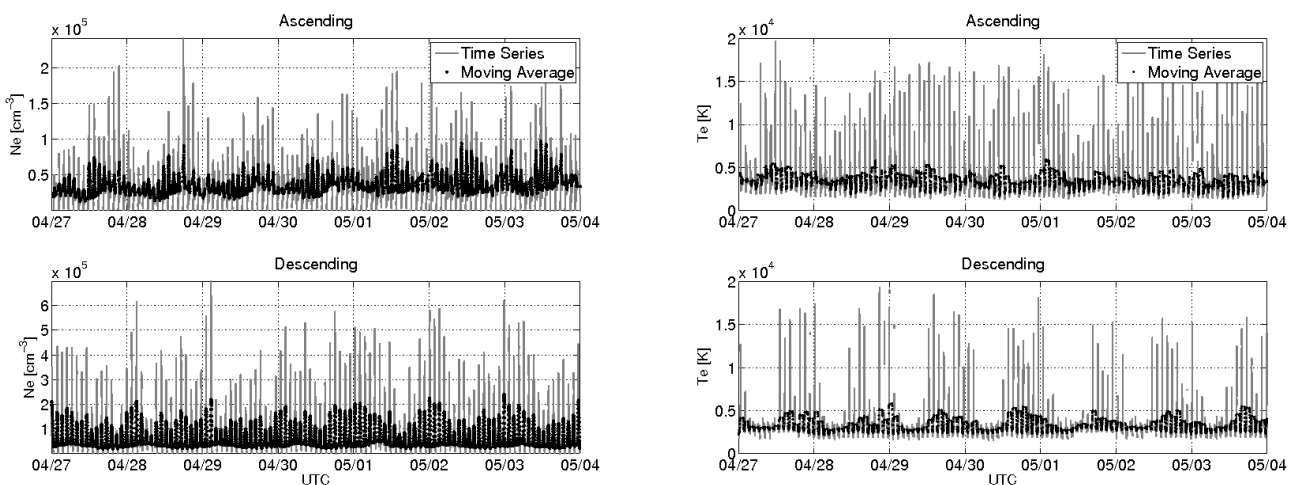 Ascending
x 10^5
Ne [cm^-3]
2
1.5
1
0.5
Time Series
Moving Average
04/27 04/28 04/29 04/30 05/01 05/02 05/03 05/04
Ascending
x 10^4
Te [K]
2
1.5
1
0.5
0
Time Series
Moving Average
04/27 04/28 04/29 04/30 05/01 05/02 05/03 05/04
Descending
x 10^5
Ne [cm^-3]
6
5
4
3
2
1
04/27 04/28 04/29 04/30 05/01 05/02 05/03 05/04
UTC
Descending
x 10^4
Te [K]
2
1.5
1
0.5
0
04/27 04/28 04/29 04/30 05/01 05/02 05/03 05/04
UTC